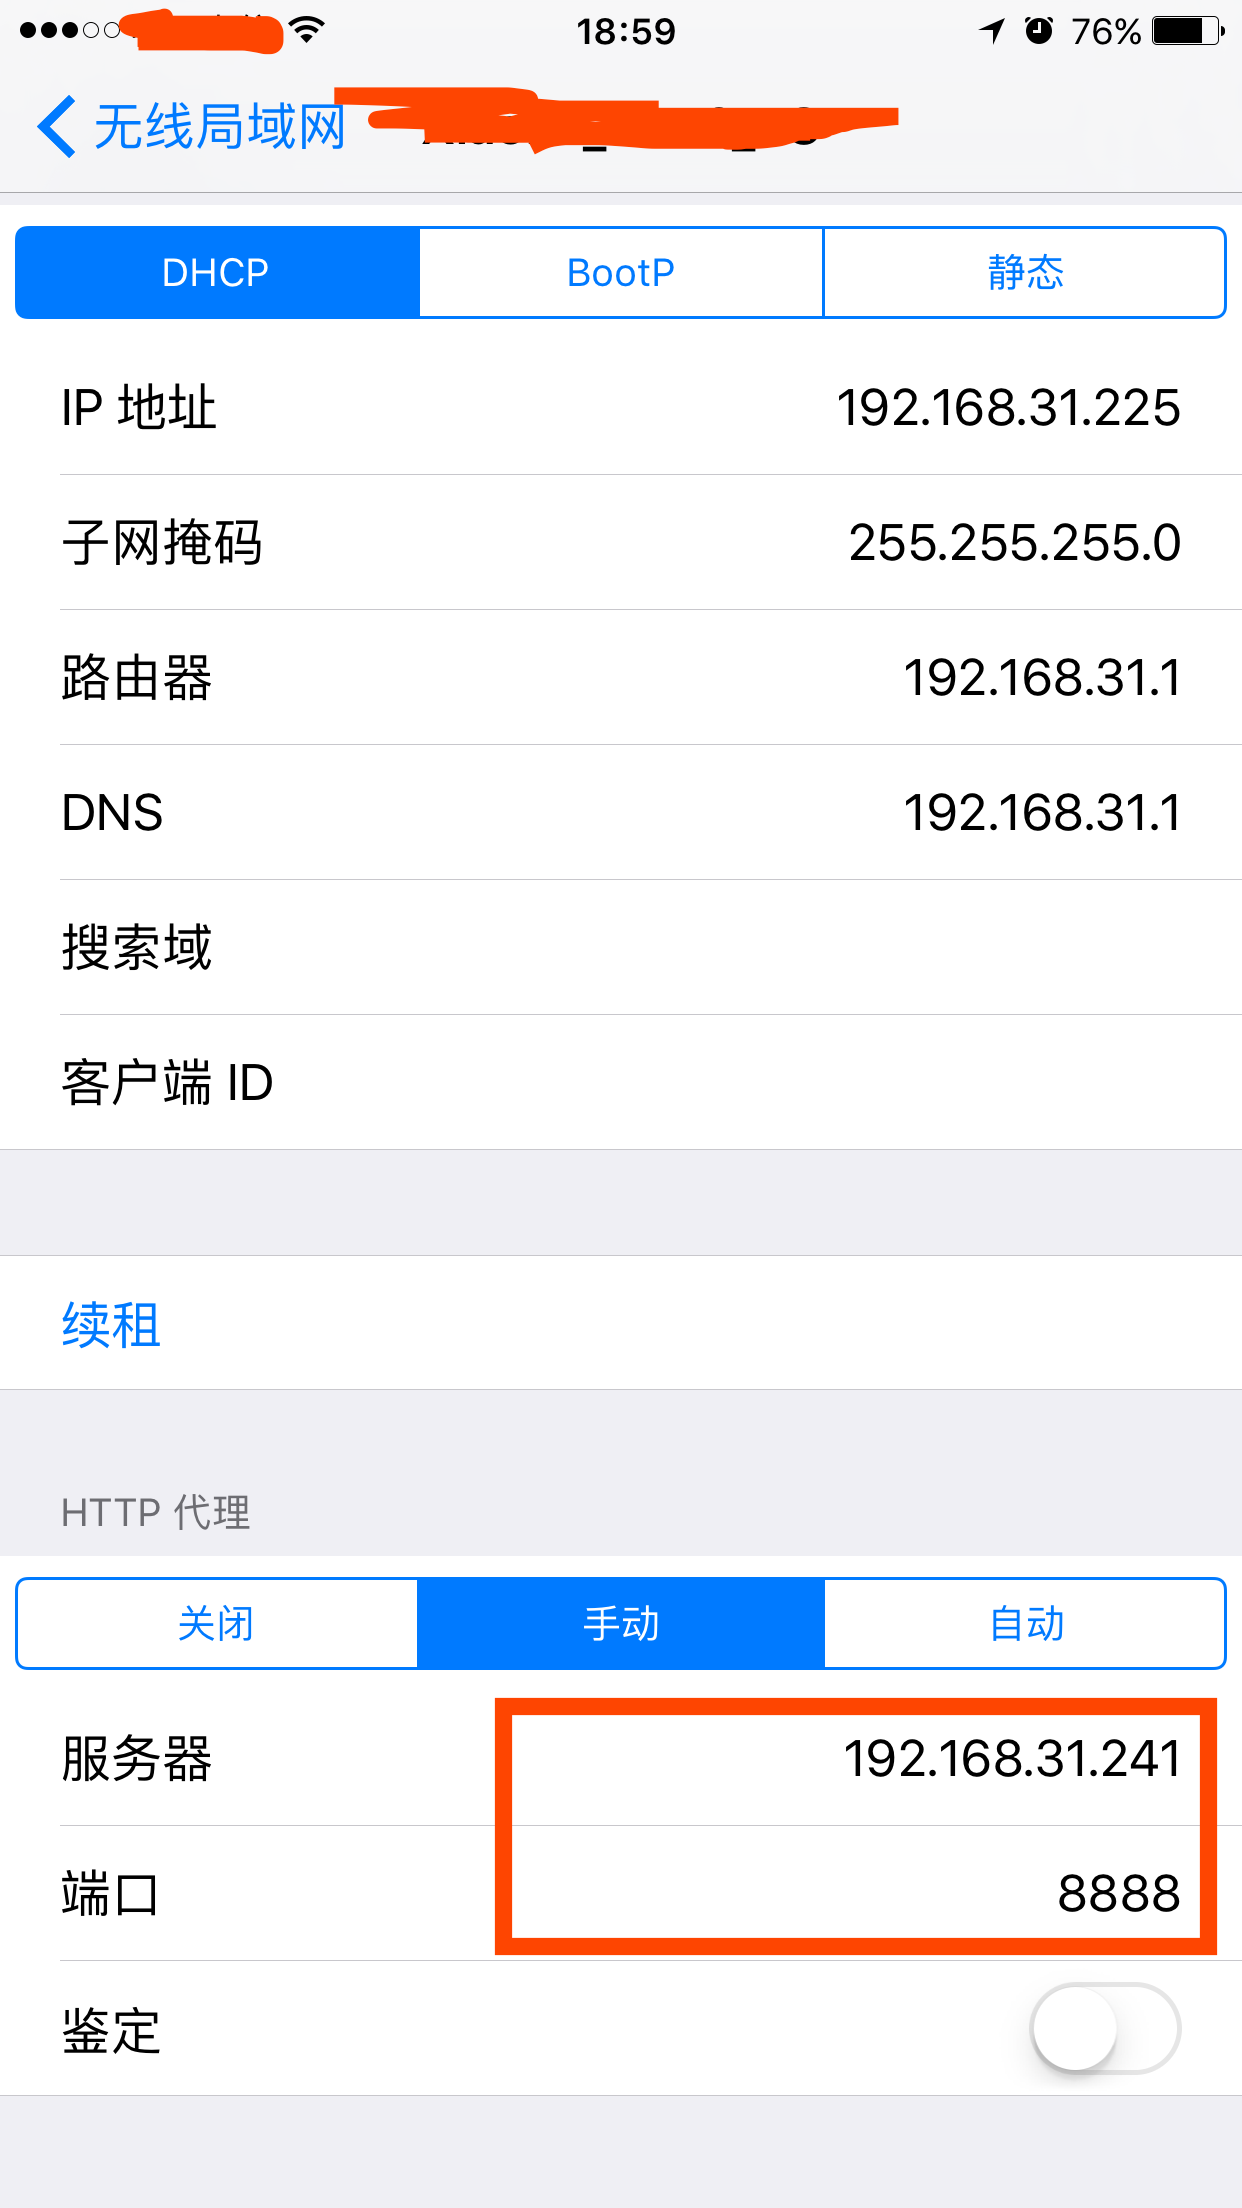 18:59 76%
无线局域网
DHCP BootP 静态
IP 地址 192.168.31.225
子网掩码 255.255.255.0
路由器 192.168.31.1
DNS 192.168.31.1
搜索域
客户端 ID
续租
HTTP 代理
关闭 手动 自动
服务器 192.168.31.241
端口 8888
鉴定